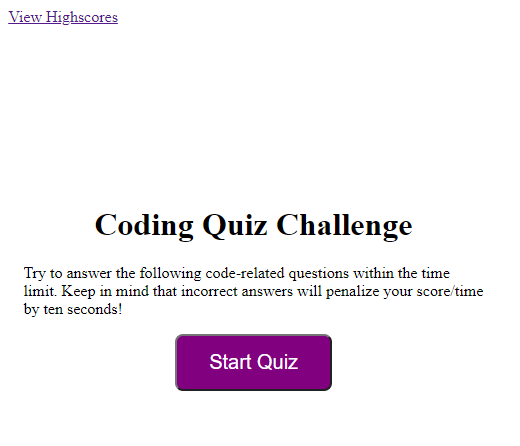 View Highscores
Coding Quiz Challenge
Try to answer the following code-related questions within the time
limit. Keep in mind that incorrect answers will penalize your score/time
by ten seconds!
Start Quiz